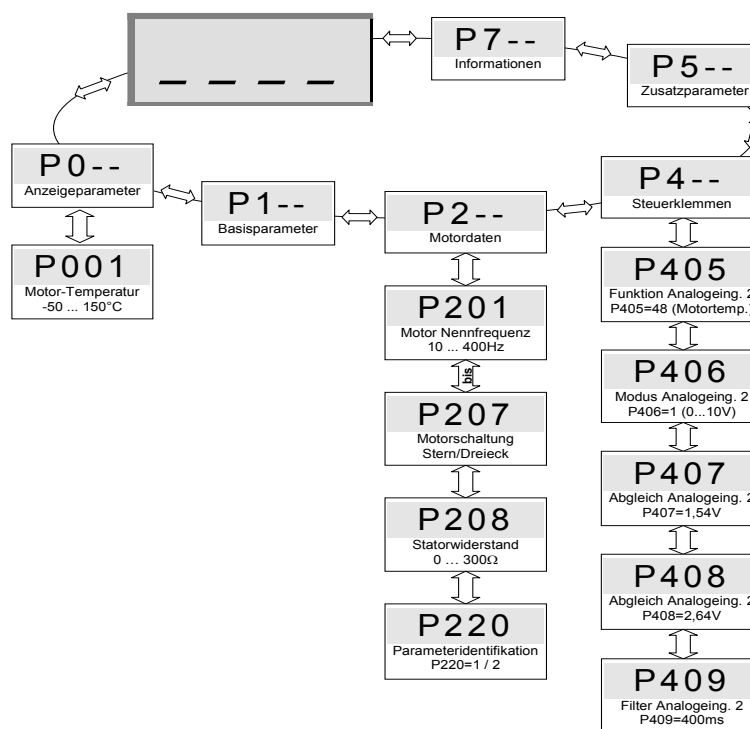 _ _ _ _
P7--
Informationen
P5--
Zusatzparameter
P0--
Anzeigeparameter
P1--
Basisparameter
P2--
Motordaten
P4--
Steuerklemmen
P001
Motor-Temperatur
-50 ... 150°C
P201
Motor Nennfrequenz
10 ... 400Hz
bis
P207
Motorschaltung
Stern/Dreieck
P208
Statorwiderstand
0 ... 300Ω
P220
Parameteridentifikation
P220=1 / 2
P405
Funktion Analogeing. 2
P405=48 (Motortemp.)
P406
Modus Analogeing. 2
P406=1 (0...10V)
P407
Abgleich Analogeing. 2
P407=1,54V
P408
Abgleich Analogeing. 2
P408=2,64V
P409
Filter Analogeing. 2
P409=400ms